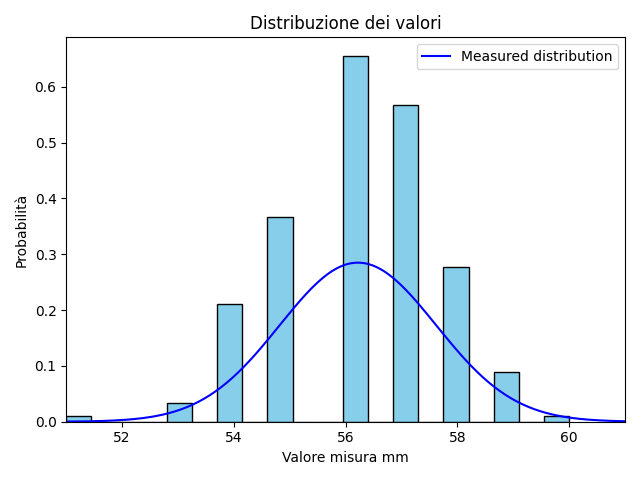 Distribuzione dei valori
Measured distribution
Probabilità
0.6
0.5
0.4
0.3
0.2
0.1
0.0
52 54 56 58 60
Valore misura mm